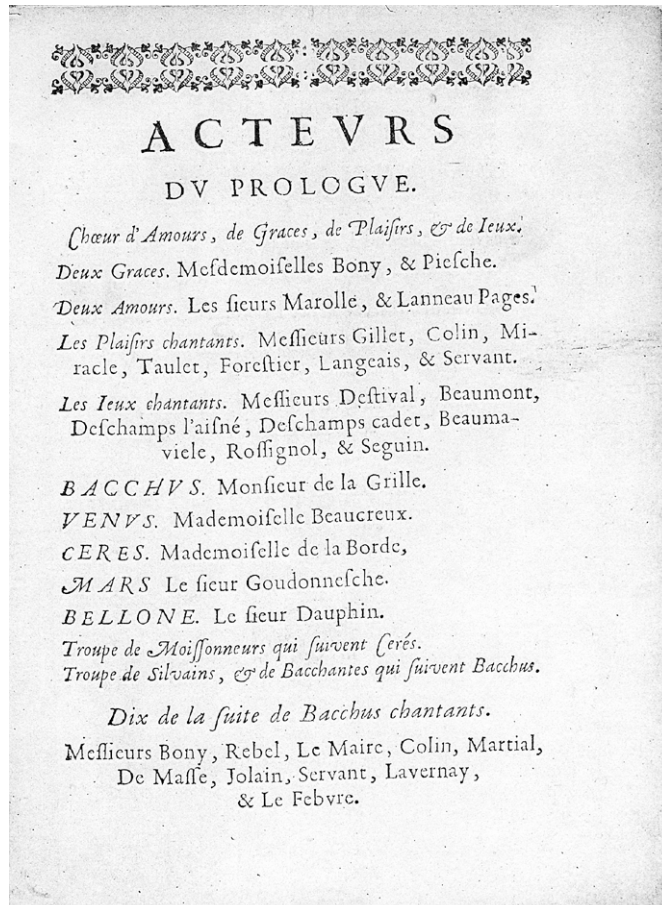 ACTEVRS
DV PROLOGVE.
Chœur d'Amours, de Graces, de Plaiſirs, & de Ieux.
Deux Graces. Meſdemoiſelles Bony, & Pieſche.
Deux Amours. Les ſieurs Marolle, & Lanneau Pages.
Les Plaiſirs chantants. Meſſieurs Gillet, Colin, Mi-
racle, Taulet, Foreſtier, Langeais, & Servant.
Les Ieux chantants. Meſſieurs Deſtival, Beaumont,
Deſchamps l'aiſné, Deſchamps cadet, Beauma-
viele, Roſſignol, & Seguin.
BACCHVS. Monſieur de la Grille.
VENVS. Mademoiſelle Beaucreux.
CERES. Mademoiſelle de la Borde,
MARS Le ſieur Goudonneſche.
BELLONE. Le ſieur Dauphin.
Troupe de Moiſſonneurs qui ſuivent Cerés.
Troupe de Silvains, & de Bacchantes qui ſuivent Bacchus.
Dix de la ſuite de Bacchus chantants.
Meſſieurs Bony, Rebel, Le Maire, Colin, Martial,
De Maſſe, Jolain, Servant, Lavernay,
& Le Febvre.